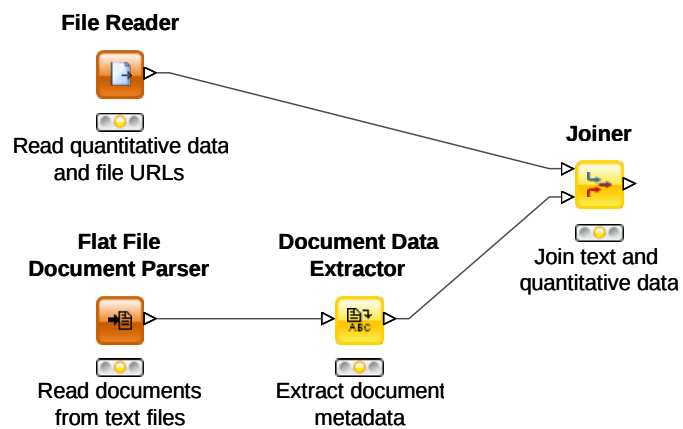 File Reader
Read quantitative data
and file URLs
Joiner
Join text and
quantitative data
Flat File
Document Parser
Read documents
from text files
Document Data
Extractor
ABC
Extract document
metadata